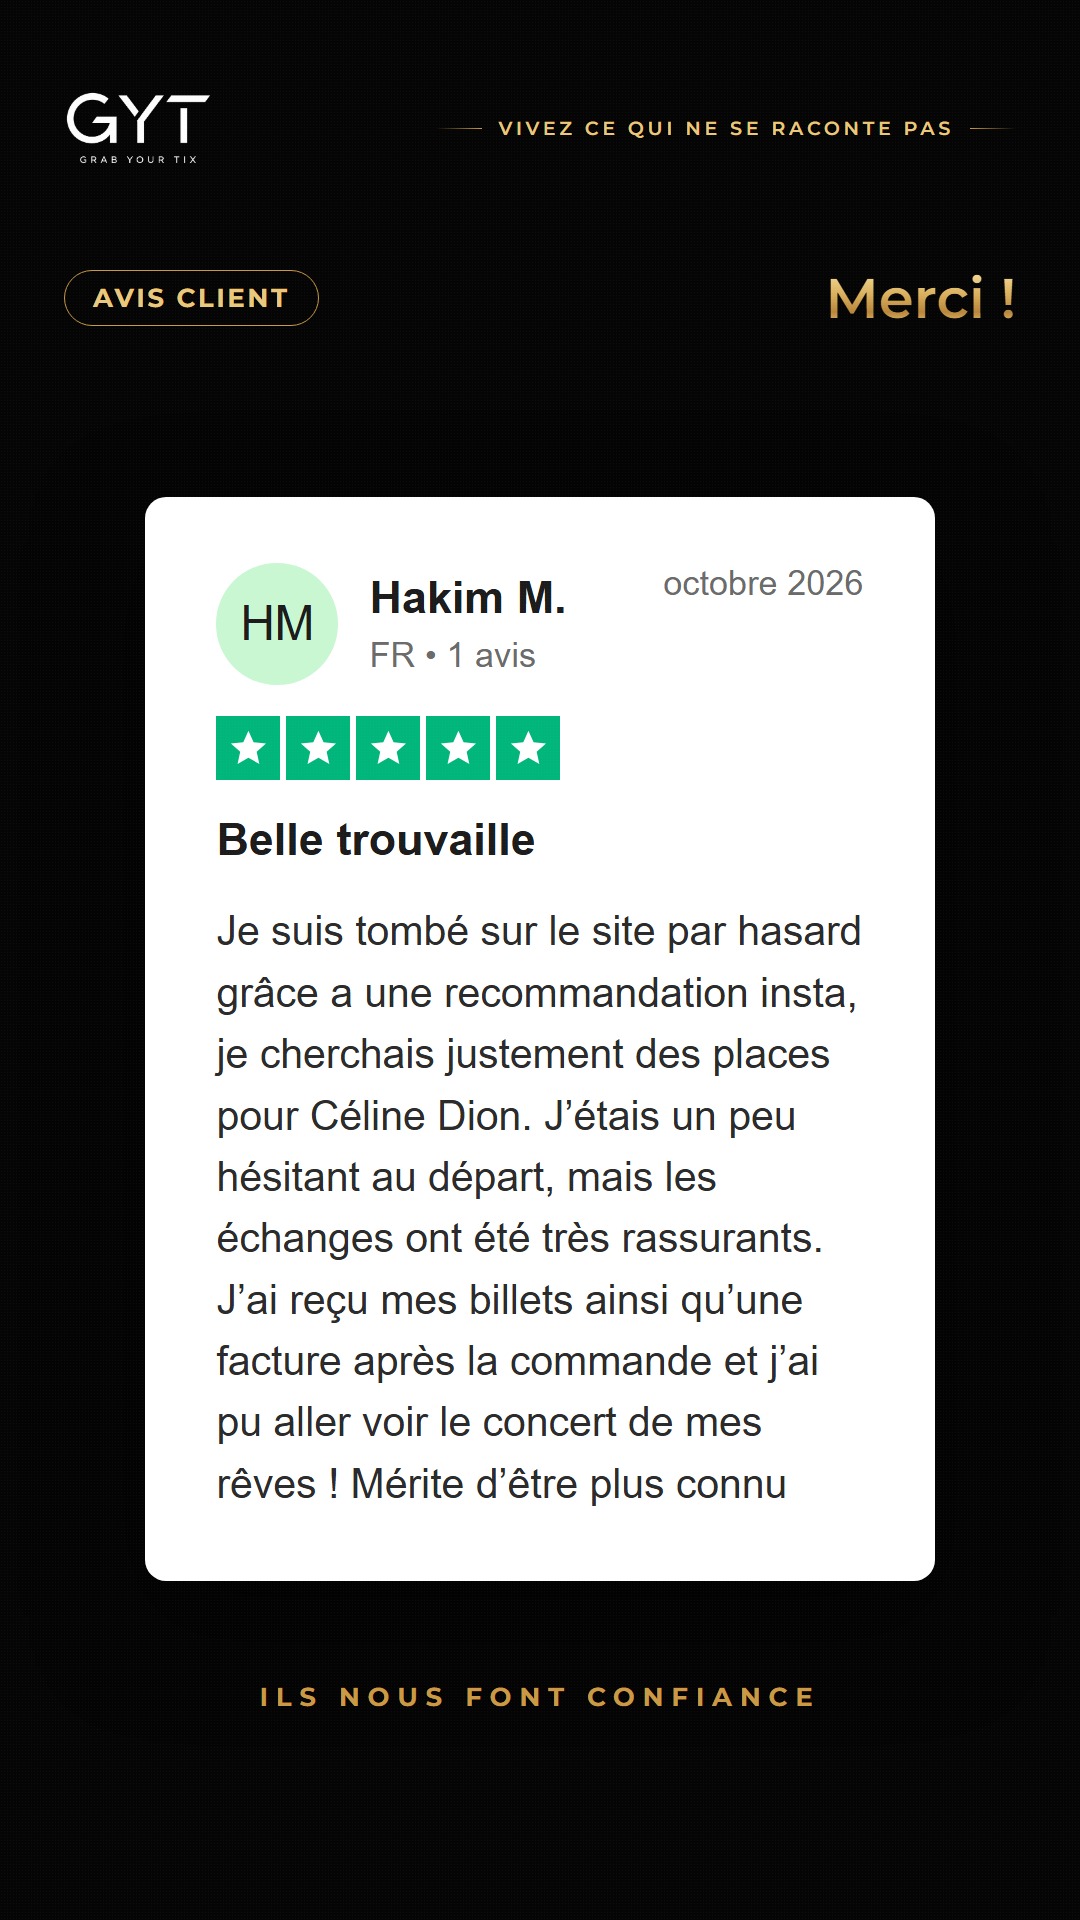 GYT
GRAB YOUR TIX
VIVEZ CE QUI NE SE RACONTE PAS
AVIS CLIENT
Merci !
HM
Hakim M.
octobre 2026
FR • 1 avis
Belle trouvaille
Je suis tombé sur le site par hasard
grâce a une recommandation insta,
je cherchais justement des places
pour Céline Dion. J’étais un peu
hésitant au départ, mais les
échanges ont été très rassurants.
J’ai reçu mes billets ainsi qu’une
facture après la commande et j’ai
pu aller voir le concert de mes
rêves ! Mérite d’être plus connu
ILS NOUS FONT CONFIANCE